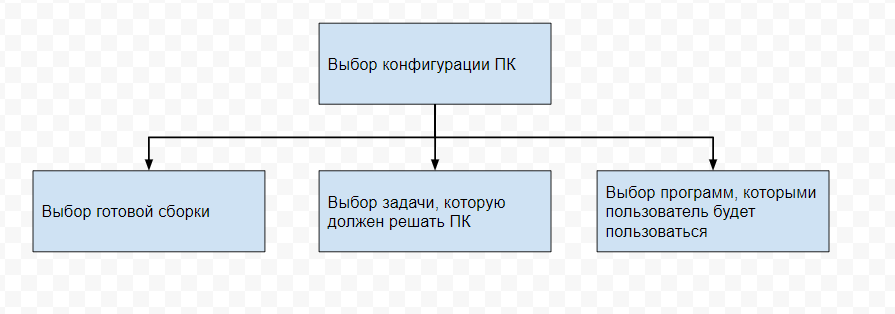 Выбор конфигурации ПК
Выбор готовой сборки
Выбор задачи, которую
должен решать ПК
Выбор программ, которыми
пользователь будет
пользоваться